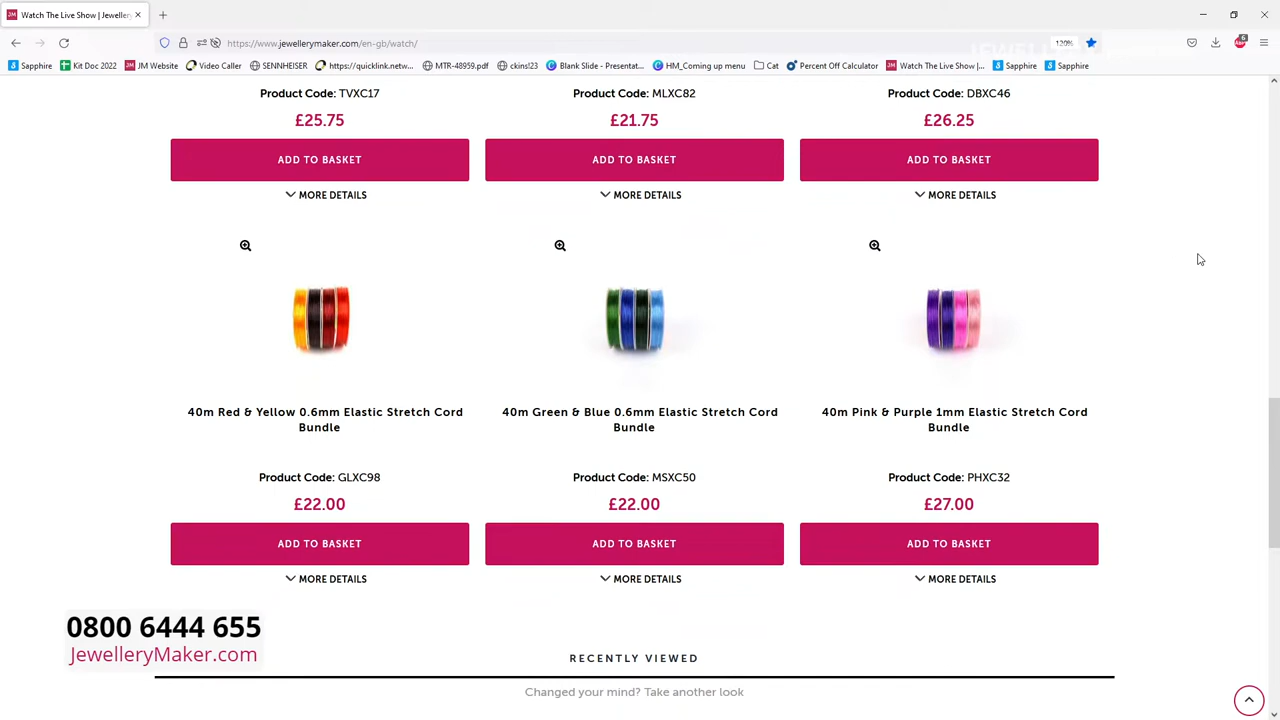 Watch The Live Show | Jeweller
https://www.jewellerymaker.com
gb/watch/
120%
6
Sapphire
Kit Doc 2022
JM Website
Video Caller
SENNHEISER
https://quicklink.netw...
MTR-48959.pdf
ckins!23
Blank Slide - Presentat...
HM_Coming up menu
Cat
Percent Off Calculator
Watch The Live Show |...
Sapphire
Sapphire
Product Code: TVXC17
Product Code: MLXC82
Product Code: DBXC46
£25.75
£21.75
£26.25
ADD TO BASKET
ADD TO BASKET
ADD TO BASKET
MORE DETAILS
MORE DETAILS
MORE DETAILS
40m Red & Yellow 0.6mm Elastic Stretch Cord
Bundle
40m Green & Blue 0.6mm Elastic Stretch Cord
Bundle
40m Pink & Purple 1mm Elastic Stretch Cord
Bundle
Product Code: GLXC98
Product Code: MSXC50
Product Code: PHXC32
£22.00
£22.00
£27.00
ADD TO BASKET
ADD TO BASKET
ADD TO BASKET
MORE DETAILS
MORE DETAILS
MORE DETAILS
0800 6444 655
JewelleryMaker.com
RECENTLY VIEWED
Changed your mind? Take another look